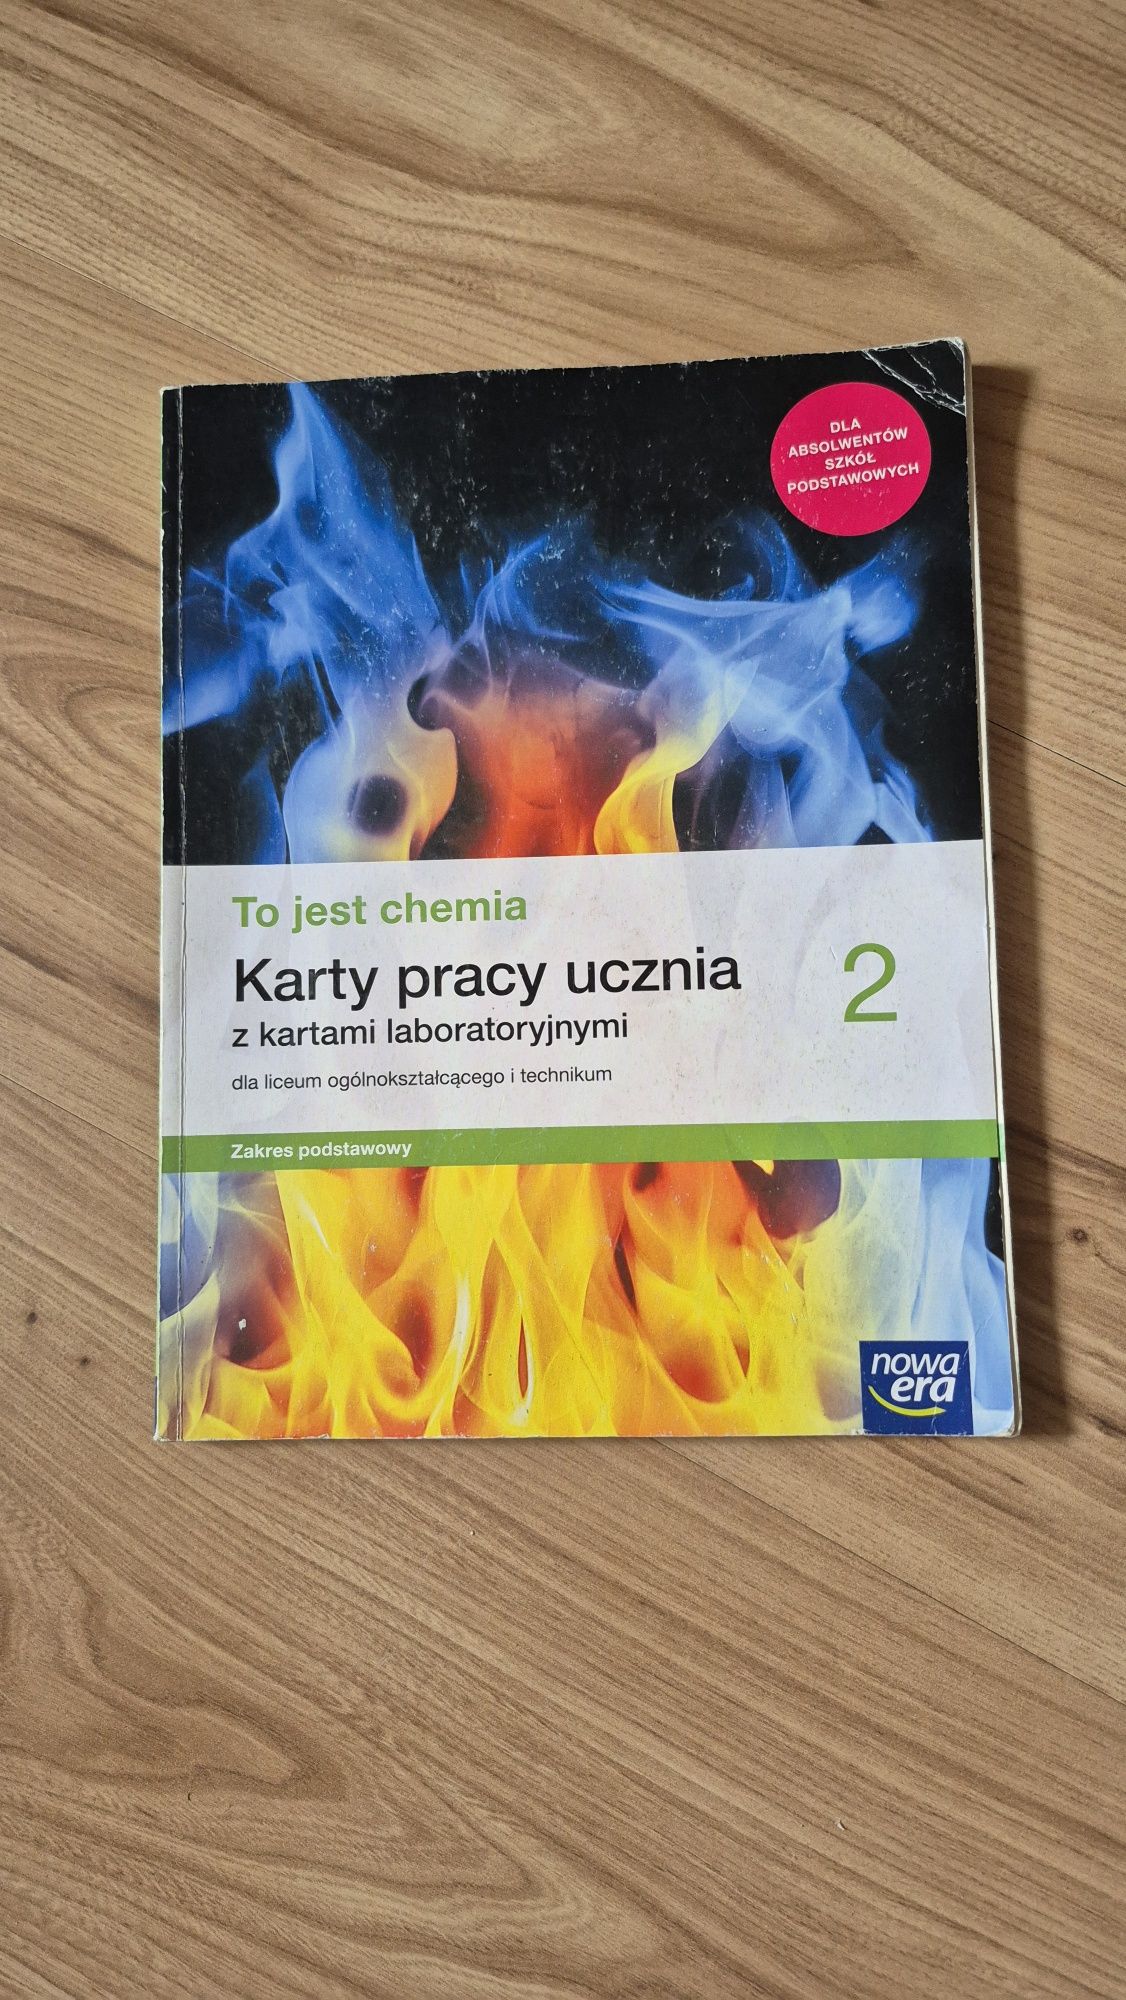 DLA
ABSOLWENTÓW
SZKÓŁ
PODSTAWOWYCH
To jest chemia
Karty pracy ucznia
2
z kartami laboratoryjnymi
dla liceum ogólnokształcącego i technikum
Zakres podstawowy
nowa
era